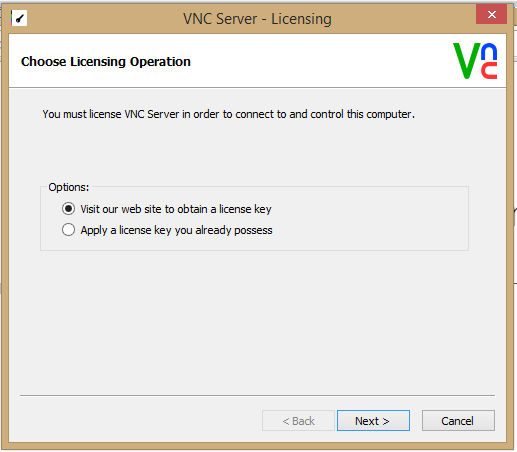 VNC Server - Licensing
Choose Licensing Operation
You must license VNC Server in order to connect to and control this computer.
Options:
Visit our web site to obtain a license key
Apply a license key you already possess
< Back
Next >
Cancel